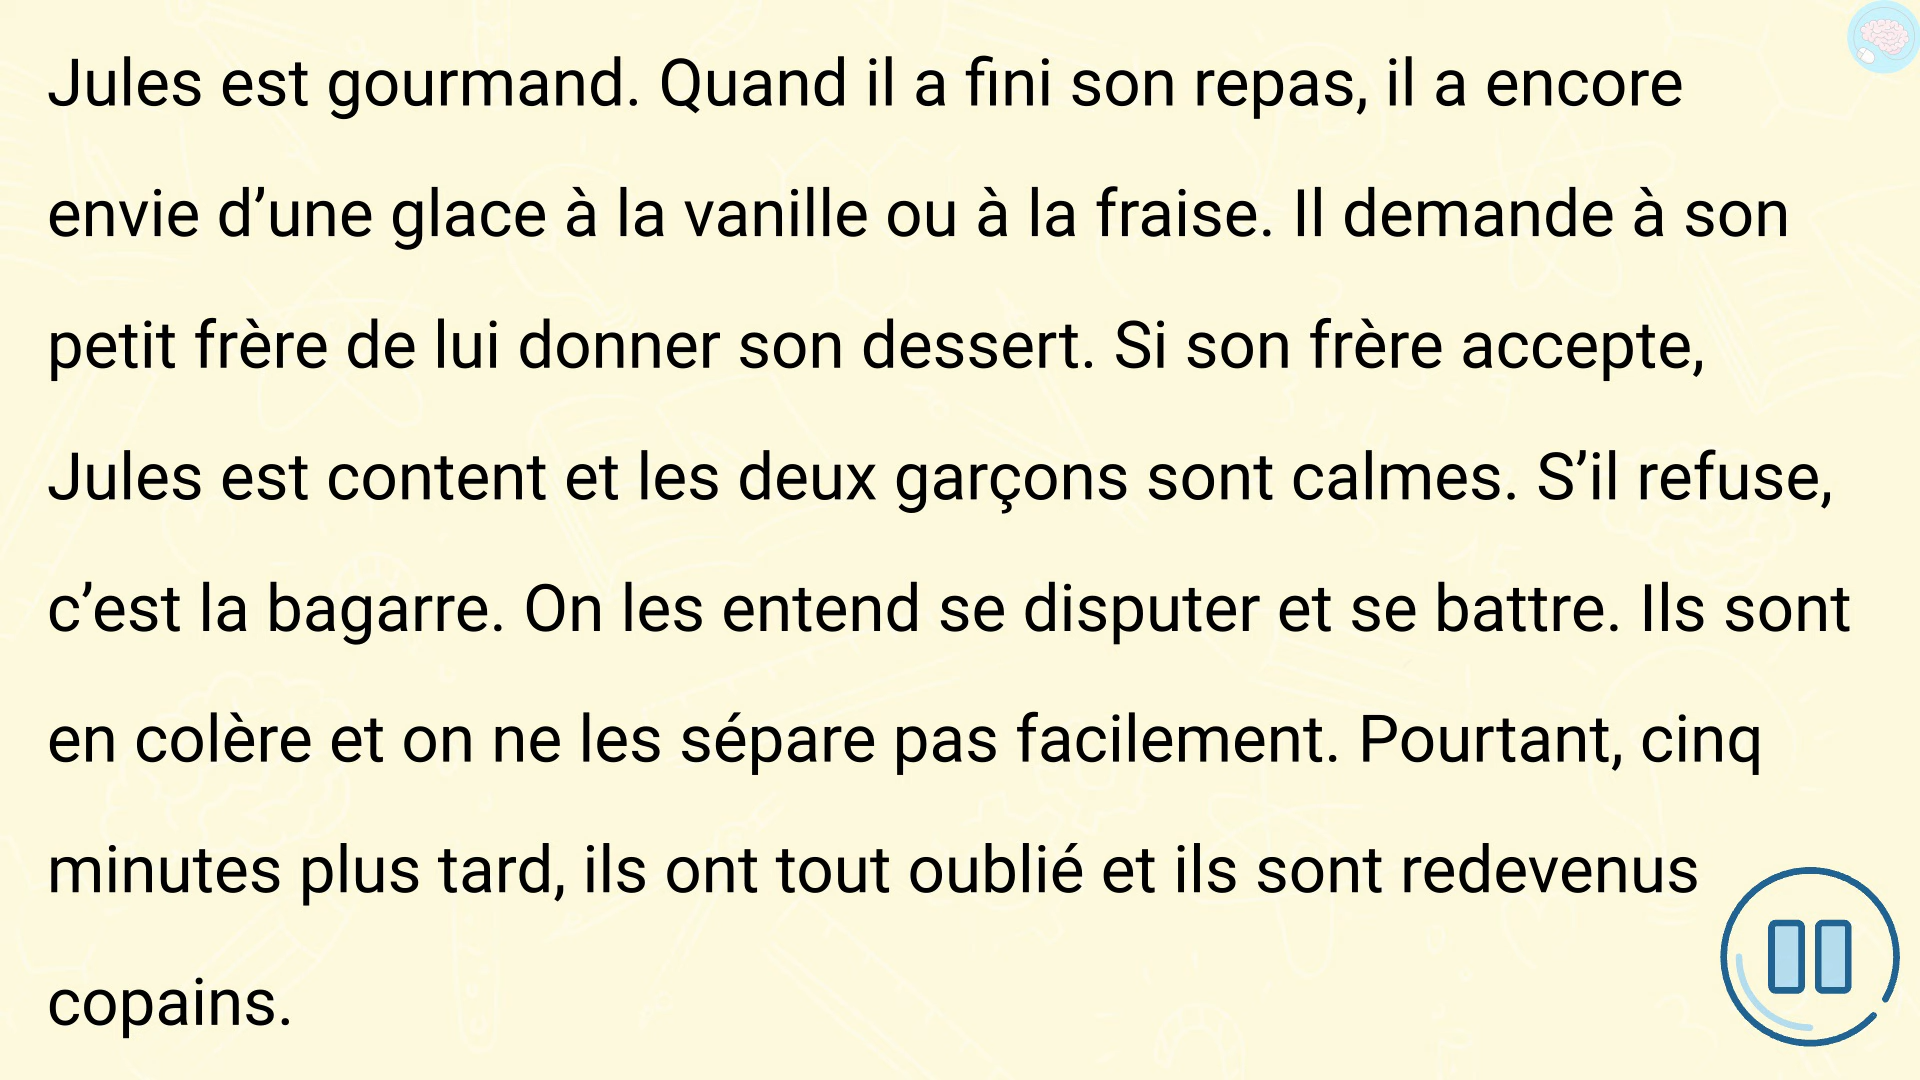 Jules est gourmand. Quand il a fini son repas, il a encore
envie d’une glace à la vanille ou à la fraise. Il demande à son
petit frère de lui donner son dessert. Si son frère accepte,
Jules est content et les deux garçons sont calmes. S’il refuse,
c’est la bagarre. On les entend se disputer et se battre. Ils sont
en colère et on ne les sépare pas facilement. Pourtant, cinq
minutes plus tard, ils ont tout oublié et ils sont redevenus
copains.